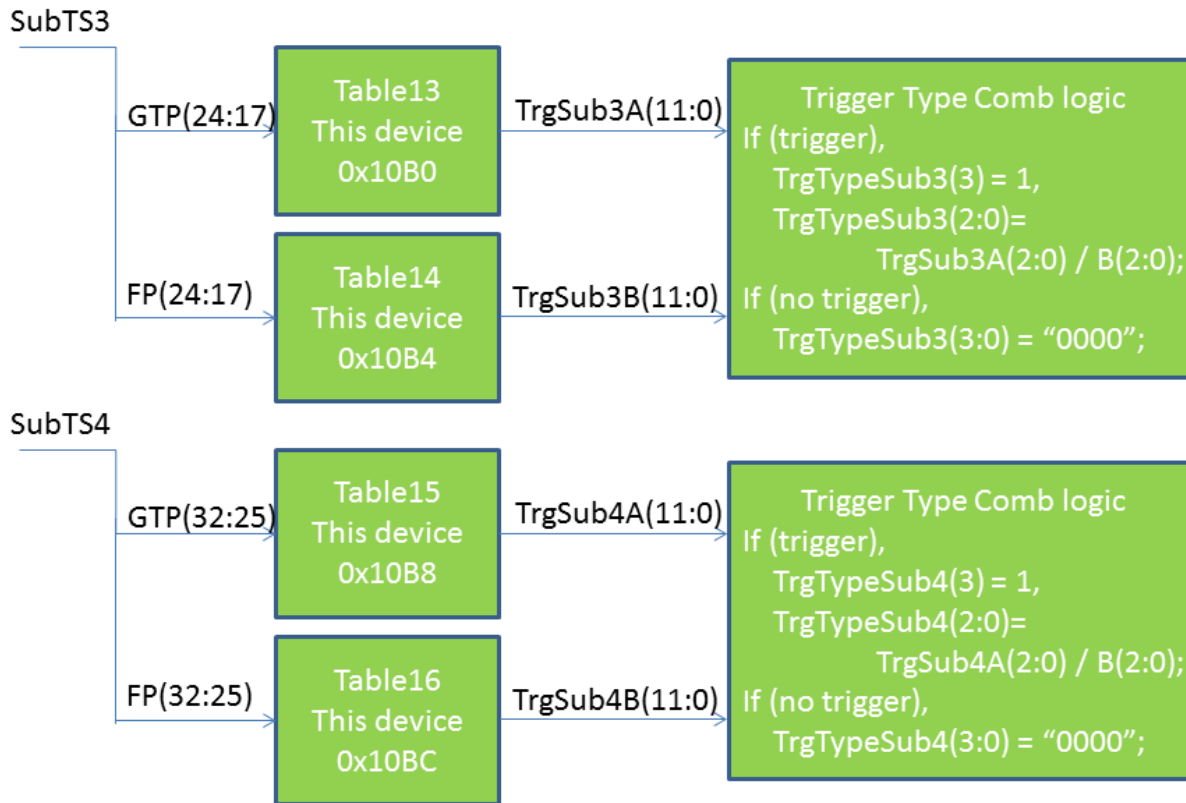 SubTS3
GTP(24:17)
Table13
This device
0x10B0
TrgSub3A(11:0)
FP(24:17)
Table14
This device
0x10B4
TrgSub3B(11:0)
Trigger Type Comb logic
If (trigger),
TrgTypeSub3(3) = 1,
TrgTypeSub3(2:0)=
TrgSub3A(2:0) / B(2:0);
If (no trigger),
TrgTypeSub3(3:0) = “0000”;
SubTS4
GTP(32:25)
Table15
This device
0x10B8
TrgSub4A(11:0)
FP(32:25)
Table16
This device
0x10BC
TrgSub4B(11:0)
Trigger Type Comb logic
If (trigger),
TrgTypeSub4(3) = 1,
TrgTypeSub4(2:0)=
TrgSub4A(2:0) / B(2:0);
If (no trigger),
TrgTypeSub4(3:0) = “0000”;